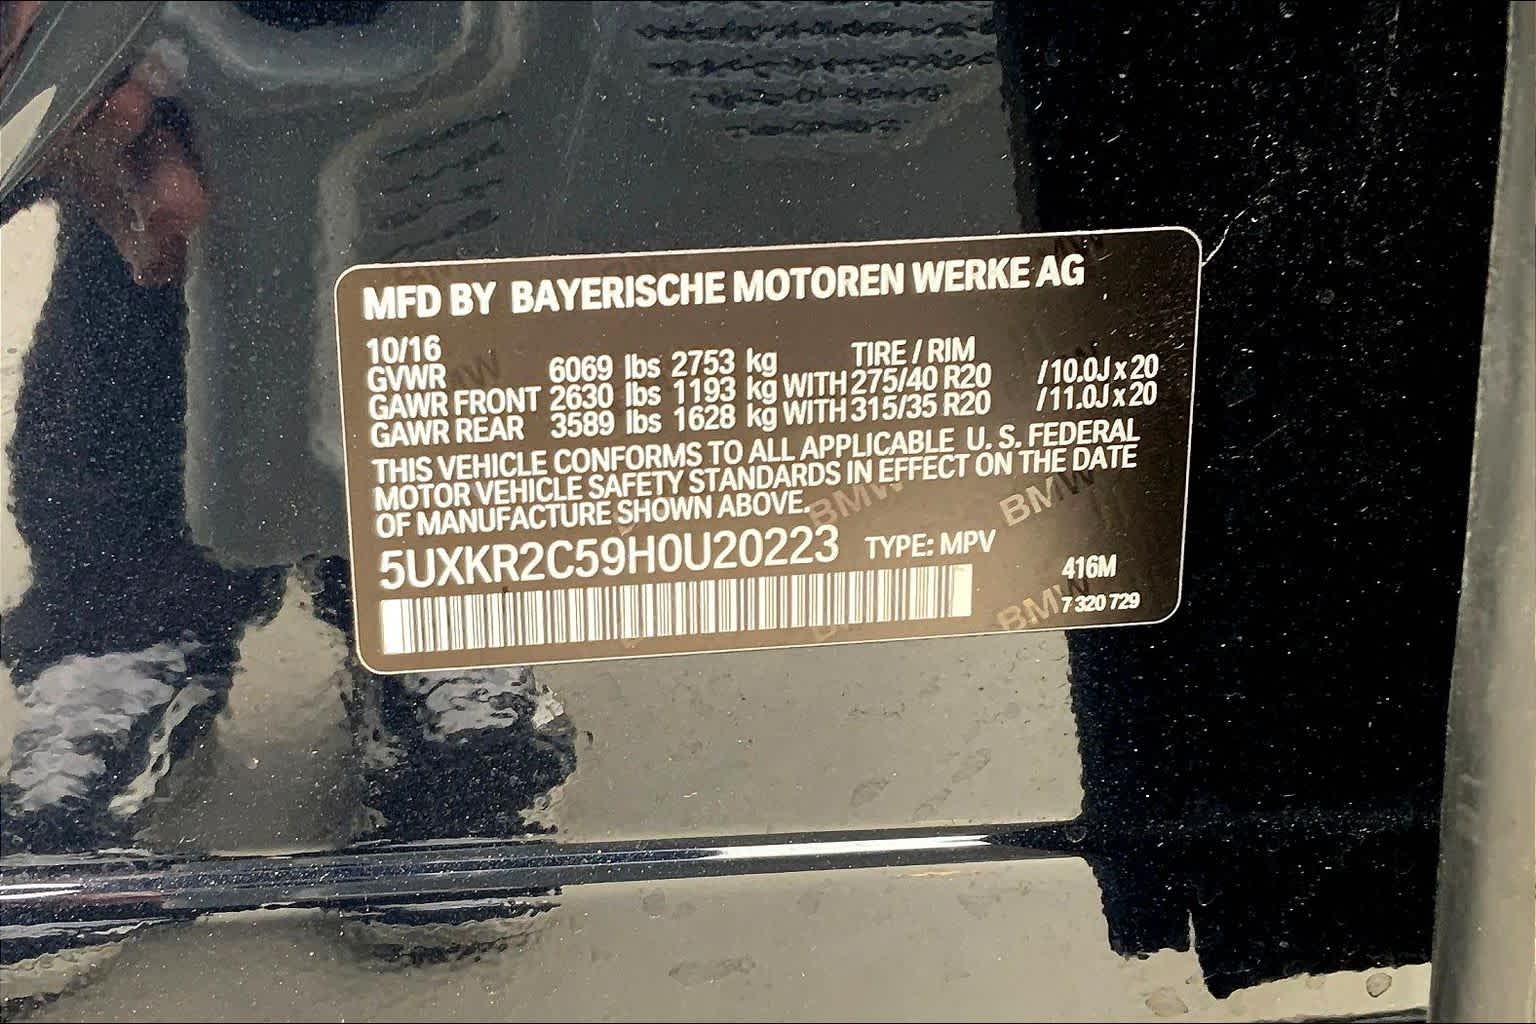 MFD BY BAYERISCHE MOTOREN WERKE AG
10/16 TIRE / RIM
GVWR 6069 lbs 2753 kg
GAWR FRONT 2630 lbs 1193 kg WITH 275/40 R20 /10.0J x 20
GAWR REAR 3589 lbs 1628 kg WITH 315/35 R20 /11.0J x 20
THIS VEHICLE CONFORMS TO ALL APPLICABLE U. S. FEDERAL
MOTOR VEHICLE SAFETY STANDARDS IN EFFECT ON THE DATE
OF MANUFACTURE SHOWN ABOVE.
5UXKR2C59H0U20223 TYPE: MPV
416M
7 320 729
BMW
BMW
BMW